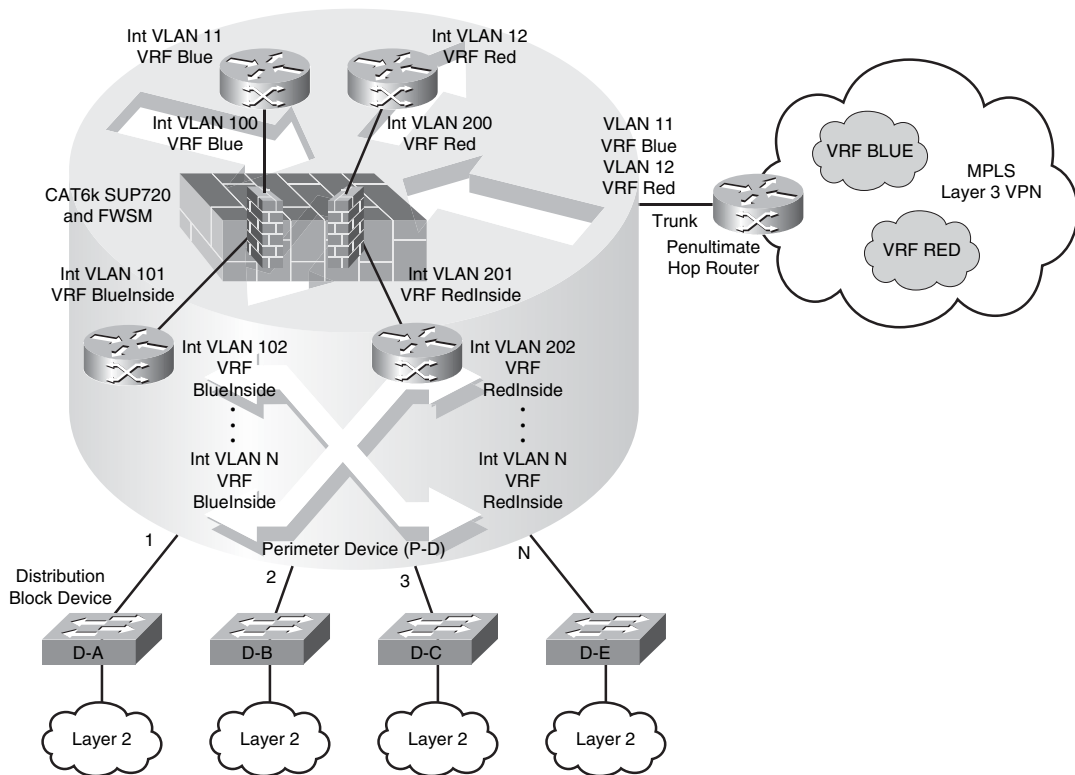 Int VLAN 11
VRF Blue
Int VLAN 12
VRF Red
Int VLAN 100
VRF Blue
Int VLAN 200
VRF Red
CAT6k SUP720
and FWSM
VLAN 11
VRF Blue
VLAN 12
VRF Red
Trunk
Penultimate
Hop Router
VRF BLUE
MPLS
Layer 3 VPN
VRF RED
Int VLAN 101
VRF BlueInside
Int VLAN 201
VRF RedInside
Int VLAN 102
VRF
BlueInside
Int VLAN 202
VRF
RedInside
Int VLAN N
VRF
BlueInside
Int VLAN N
VRF
RedInside
Perimeter Device (P-D)
1
2
3
N
Distribution
Block Device
D-A
D-B
D-C
D-E
Layer 2
Layer 2
Layer 2
Layer 2